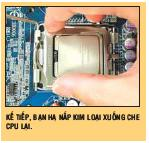 KẾ TIẾP, BẠN HẠ NẮP KIM LOẠI XUỐNG CHE
CPU LẠI.